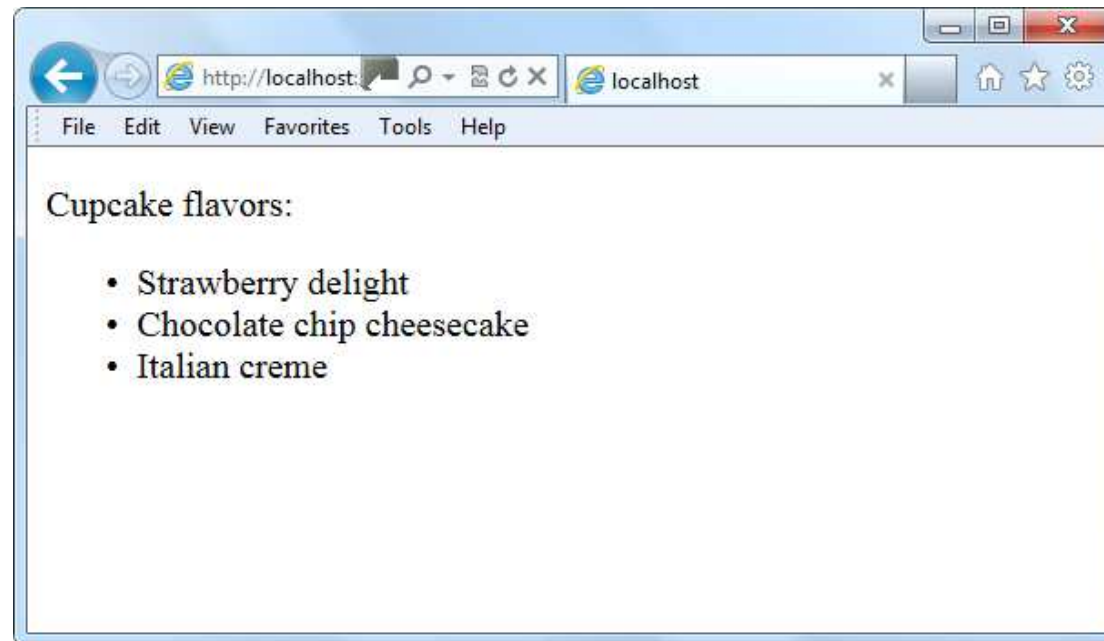 http://localhost: localhost
File Edit View Favorites Tools Help
Cupcake flavors:
• Strawberry delight
• Chocolate chip cheesecake
• Italian creme